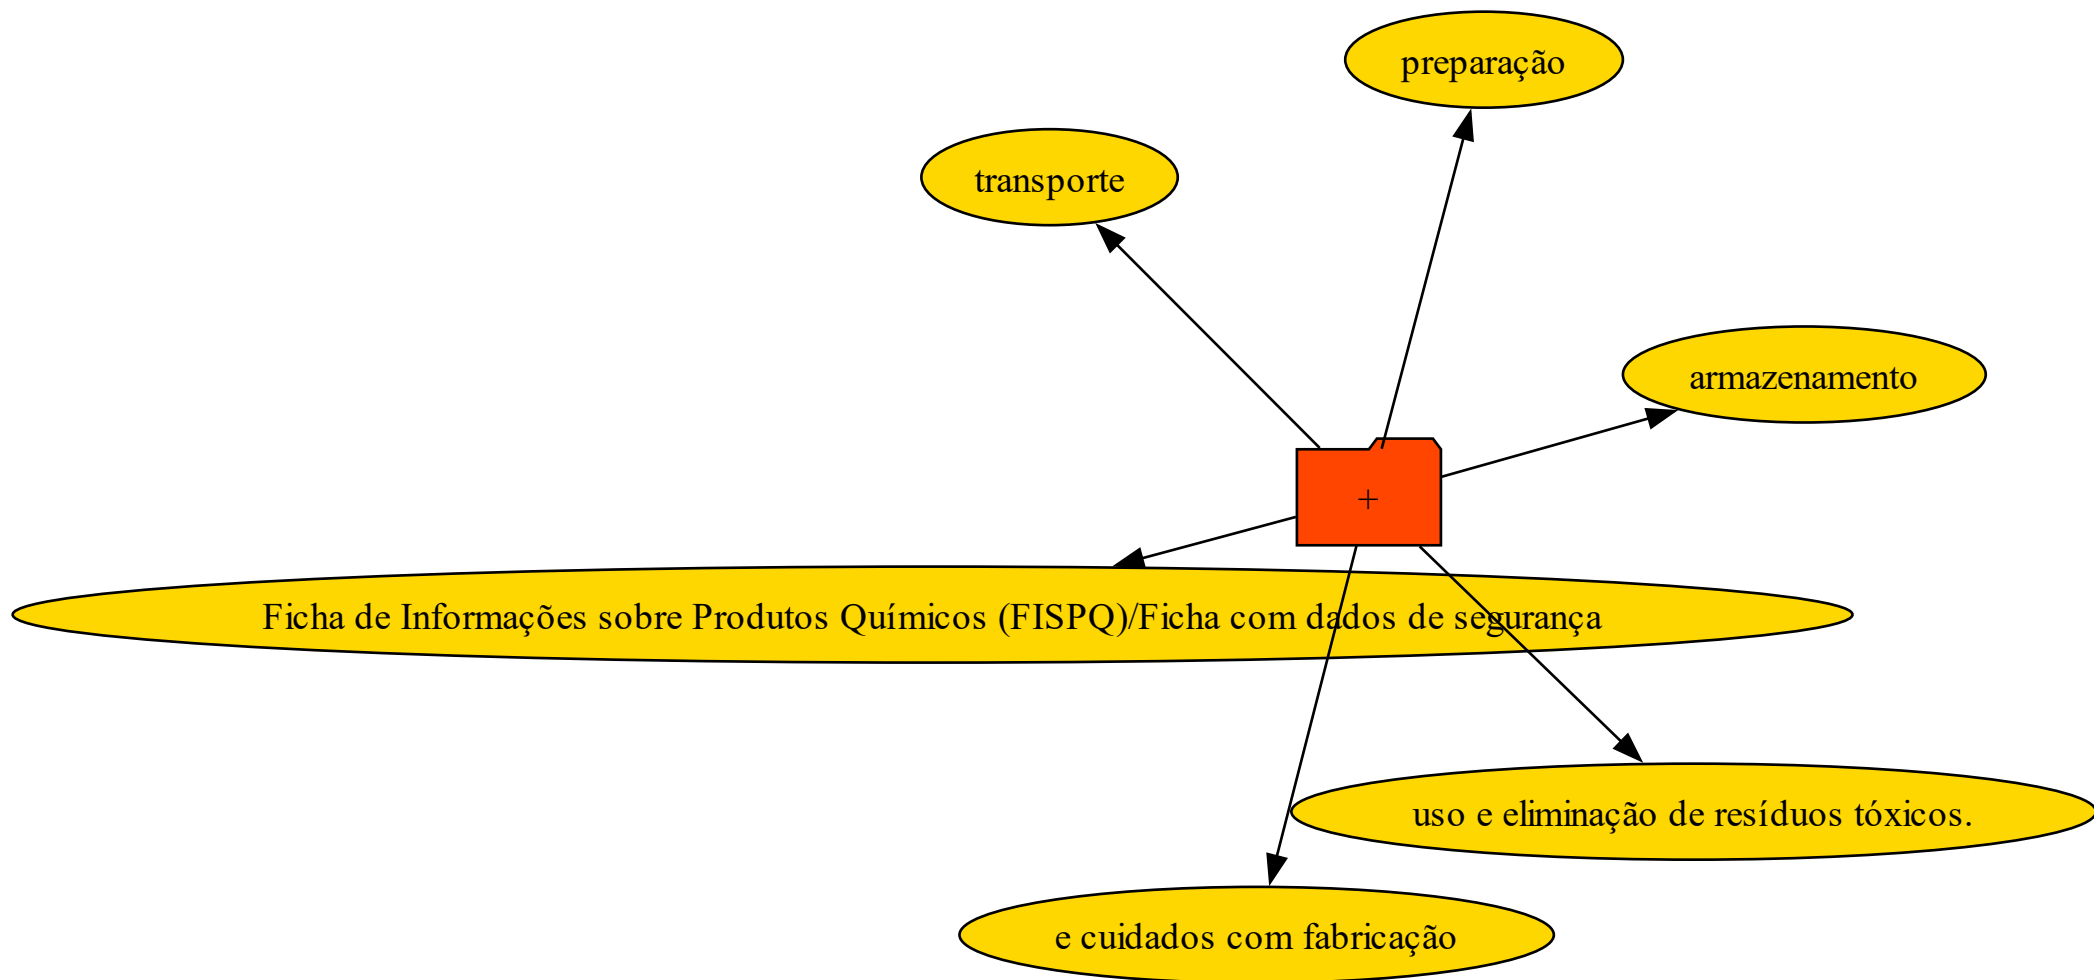 preparação
transporte
armazenamento
+
Ficha de Informações sobre Produtos Químicos (FISPQ)/Ficha com dados de segurança
uso e eliminação de resíduos tóxicos.
e cuidados com fabricação